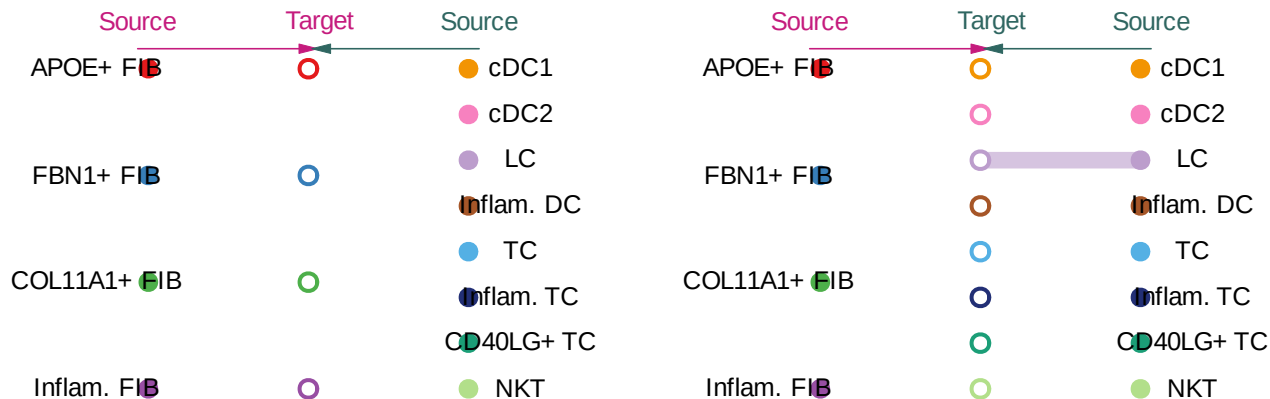 Source Target Source
APOE+ FIB cDC1
cDC2
FBN1+ FIB LC
Inflam. DC
COL11A1+ FIB TC
Inflam. TC
CD40LG+ TC
Inflam. FIB NKT
Source Target Source
APOE+ FIB cDC1
cDC2
FBN1+ FIB LC
Inflam. DC
COL11A1+ FIB TC
Inflam. TC
CD40LG+ TC
Inflam. FIB NKT